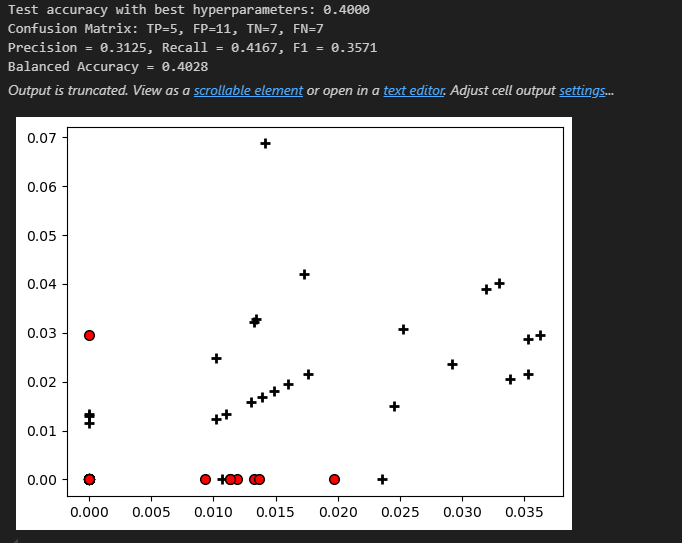 Test accuracy with best hyperparameters: 0.4000
Confusion Matrix: TP=5, FP=11, TN=7, FN=7
Precision = 0.3125, Recall = 0.4167, F1 = 0.3571
Balanced Accuracy = 0.4028
Output is truncated. View as a scrollable element or open in a text editor. Adjust cell output settings...
0.07
0.06
0.05
0.04
0.03
0.02
0.01
0.00
0.000 0.005 0.010 0.015 0.020 0.025 0.030 0.035